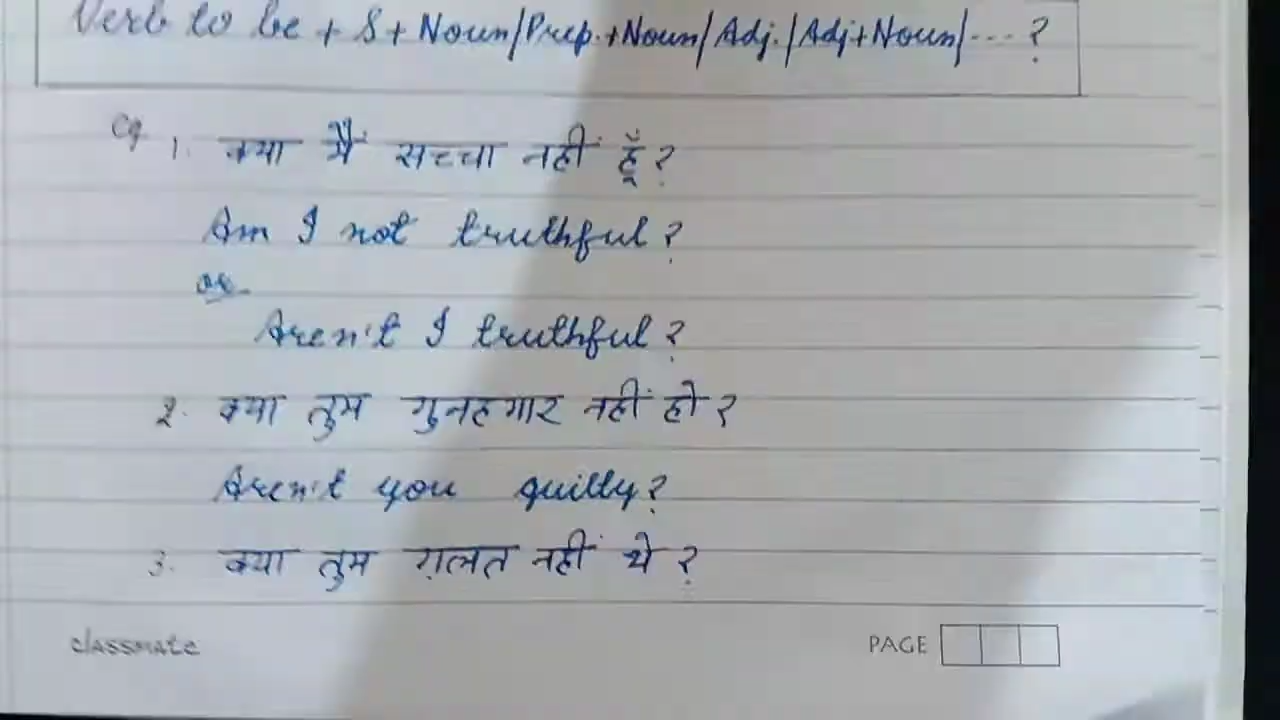 Verb to be + S + Noun/Prep.+Noun/Adj./Adj+Noun/---?
eg 1. क्या मैं सच्चा नहीं हूँ?
Am I not truthful?
or
Aren't I truthful?
2. क्या तुम गुनहगार नहीं हो?
Aren't you guilty?
3. क्या तुम ग़लत नहीं थे?
classmate PAGE